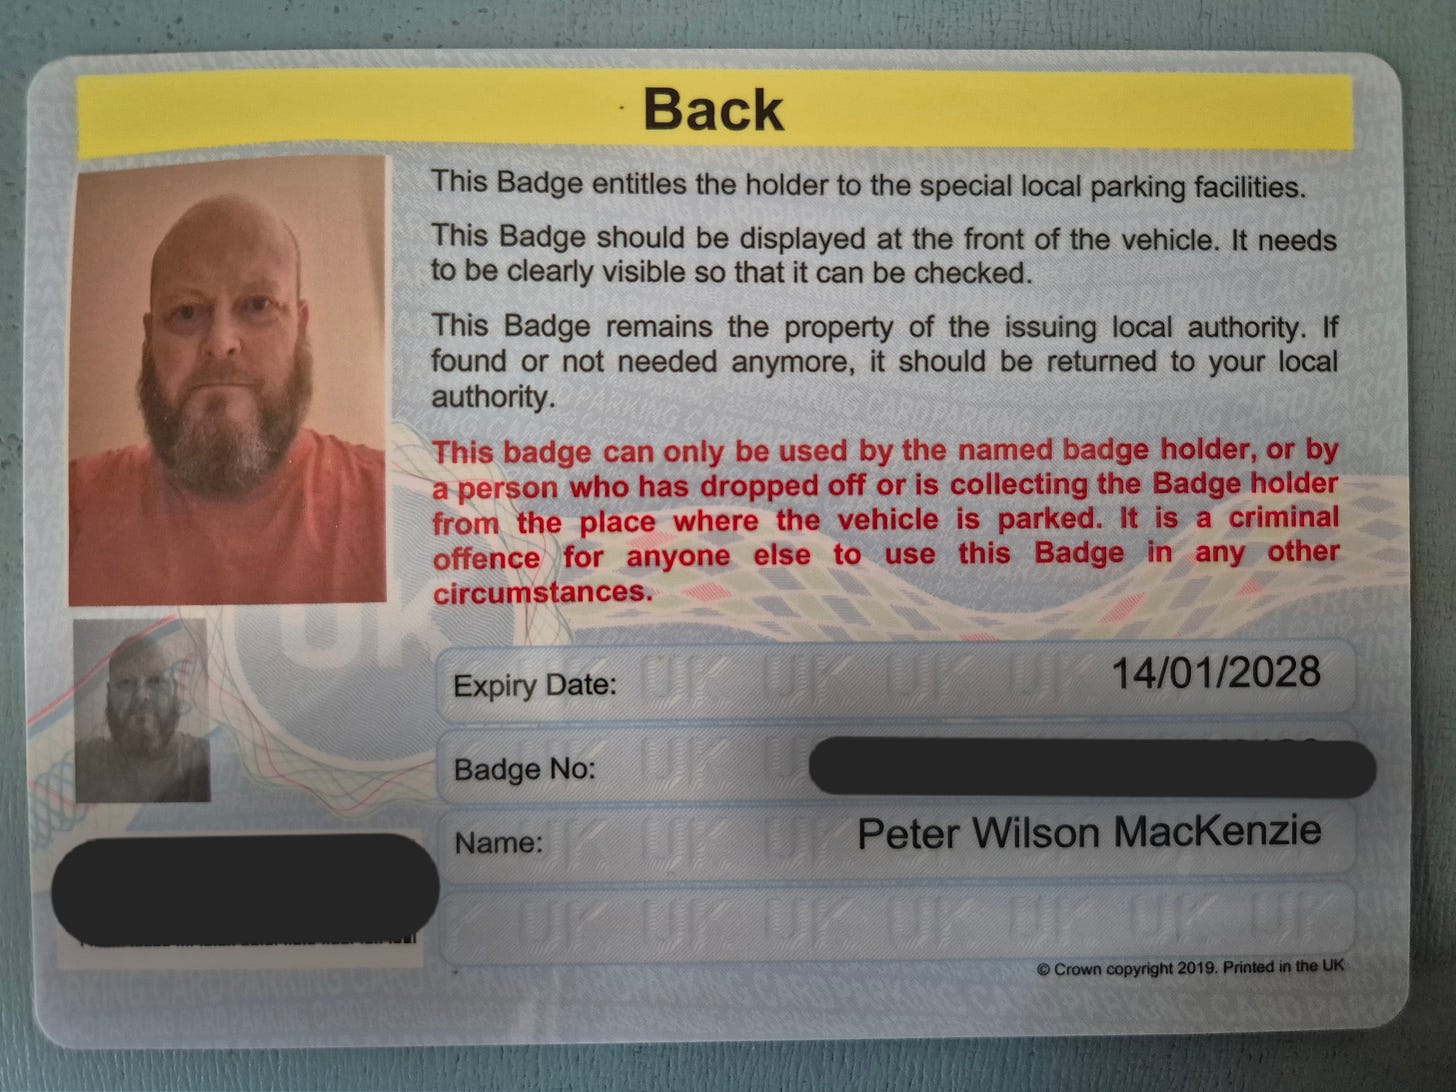 Back
This Badge entitles the holder to the special local parking facilities.
This Badge should be displayed at the front of the vehicle. It needs
to be clearly visible so that it can be checked.
This Badge remains the property of the issuing local authority. If
found or not needed anymore, it should be returned to your local
authority.
This badge can only be used by the named badge holder, or by
a person who has dropped off or is collecting the Badge holder
from the place where the vehicle is parked. It is a criminal
offence for anyone else to use this Badge in any other
circumstances.
UK
Expiry Date: 14/01/2028
Badge No:
Name: Peter Wilson MacKenzie
© Crown copyright 2019. Printed in the UK